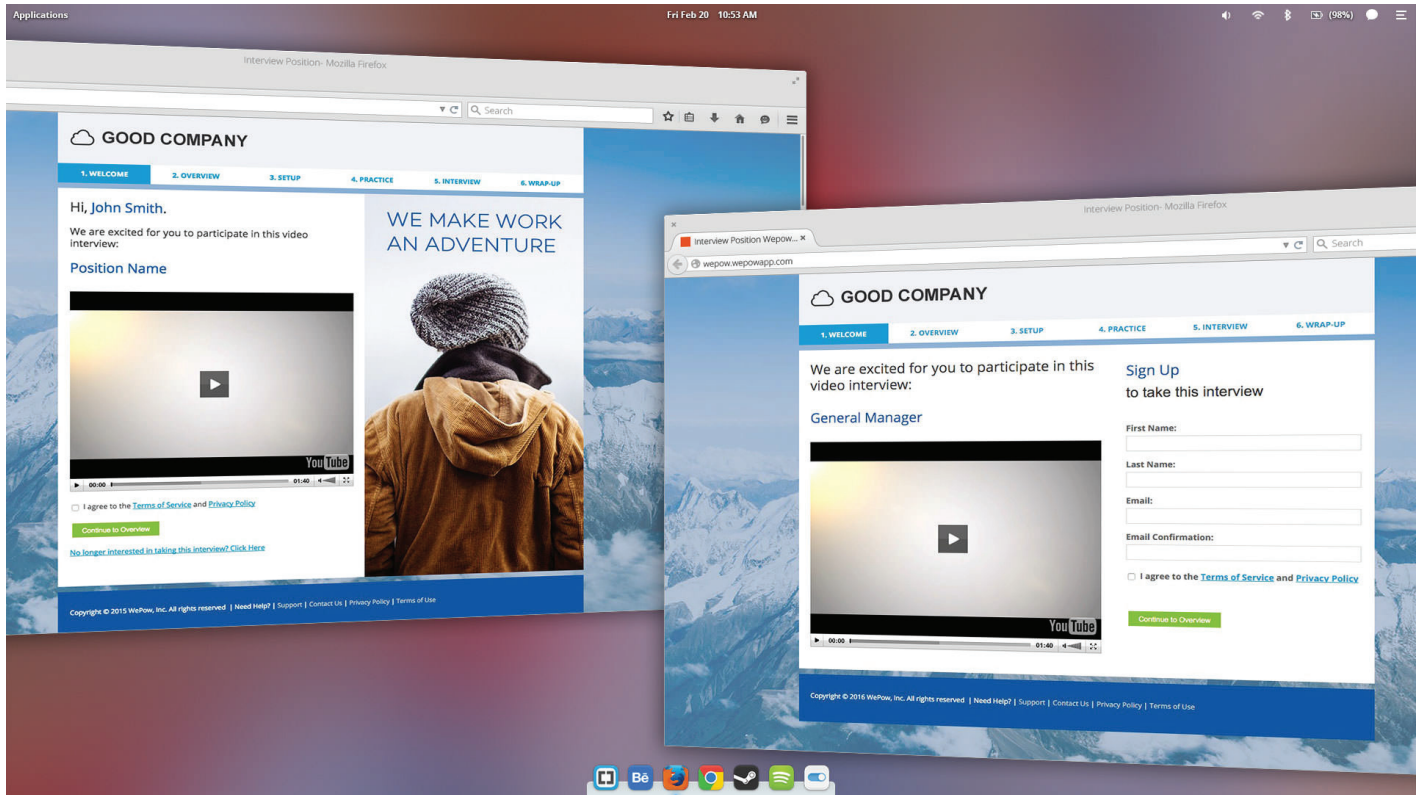 Applications
Fri Feb 20 10:53 AM
(98%)
Interview Position- Mozilla Firefox
Search
GOOD COMPANY
1. WELCOME
2. OVERVIEW
3. SETUP
4. PRACTICE
5. INTERVIEW
6. WRAP-UP
Hi, John Smith.
We are excited for you to participate in this video
interview:
Position Name
YouTube
00:00
01:40
I agree to the Terms of Service and Privacy Policy
Continue to Overview
No longer interested in taking this interview? Click Here
WE MAKE WORK
AN ADVENTURE
Copyright © 2015 WePow, Inc. All rights reserved | Need Help? | Support | Contact Us | Privacy Policy | Terms of Use
Interview Position- Mozilla Firefox
Interview Position Wepow...
wepow.wepowapp.com
Search
GOOD COMPANY
1. WELCOME
2. OVERVIEW
3. SETUP
4. PRACTICE
5. INTERVIEW
6. WRAP-UP
We are excited for you to participate in this
video interview:
General Manager
YouTube
00:00
01:40
Sign Up
to take this interview
First Name:
Last Name:
Email:
Email Confirmation:
I agree to the Terms of Service and Privacy Policy
Continue to Overview
Copyright © 2016 WePow, Inc. All rights reserved | Need Help? | Support | Contact Us | Privacy Policy | Terms of Use
Bē